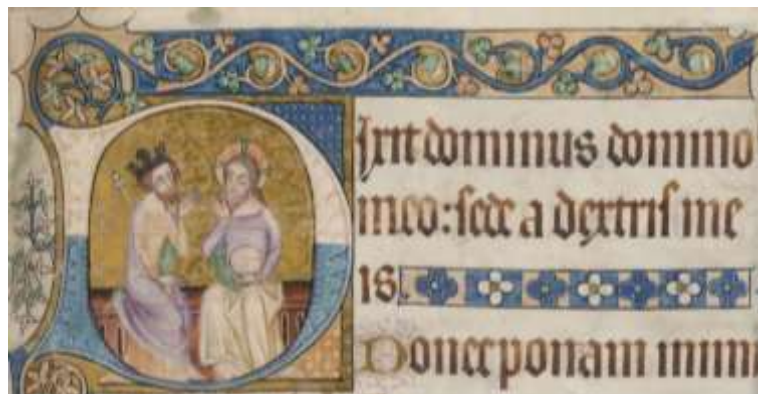 Dixit dominus domino
meo: sede a dextris me
is.
Donec ponam inimi